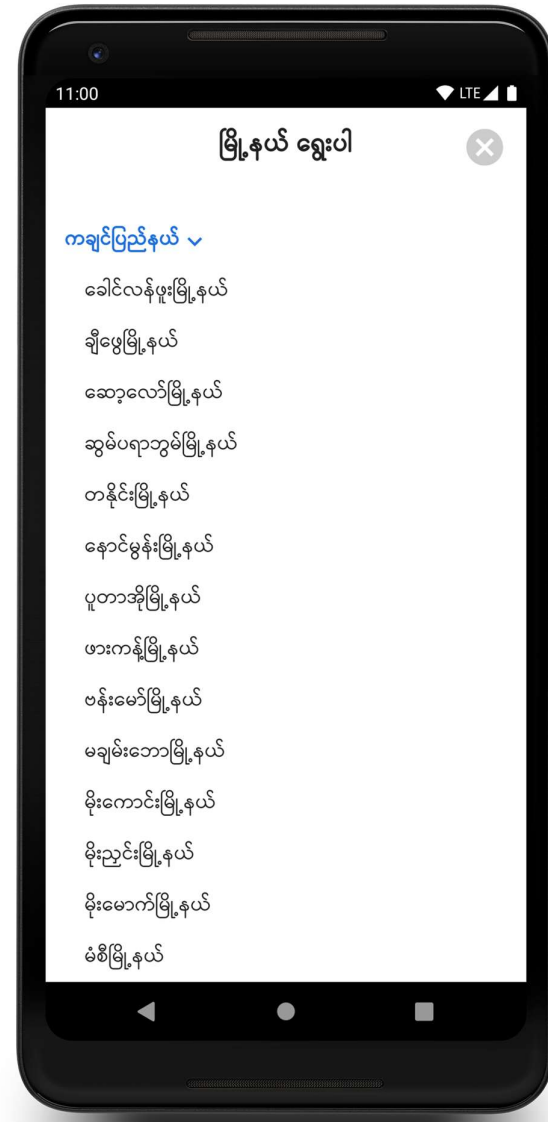 11:00
LTE
မြို့နယ် ရွေးပါ
ကချင်ပြည်နယ်
ခေါင်လန်ဖူးမြို့နယ်
ချီဖွေမြို့နယ်
ဆော့လော်မြို့နယ်
ဆွမ်ပရာဘွမ်မြို့နယ်
တနိုင်းမြို့နယ်
နောင်မွန်းမြို့နယ်
ပူတာအိုမြို့နယ်
ဖားကန့်မြို့နယ်
ဗန်းမော်မြို့နယ်
မချမ်းဘောမြို့နယ်
မိုးကောင်းမြို့နယ်
မိုးညှင်းမြို့နယ်
မိုးမောက်မြို့နယ်
မံစီမြို့နယ်